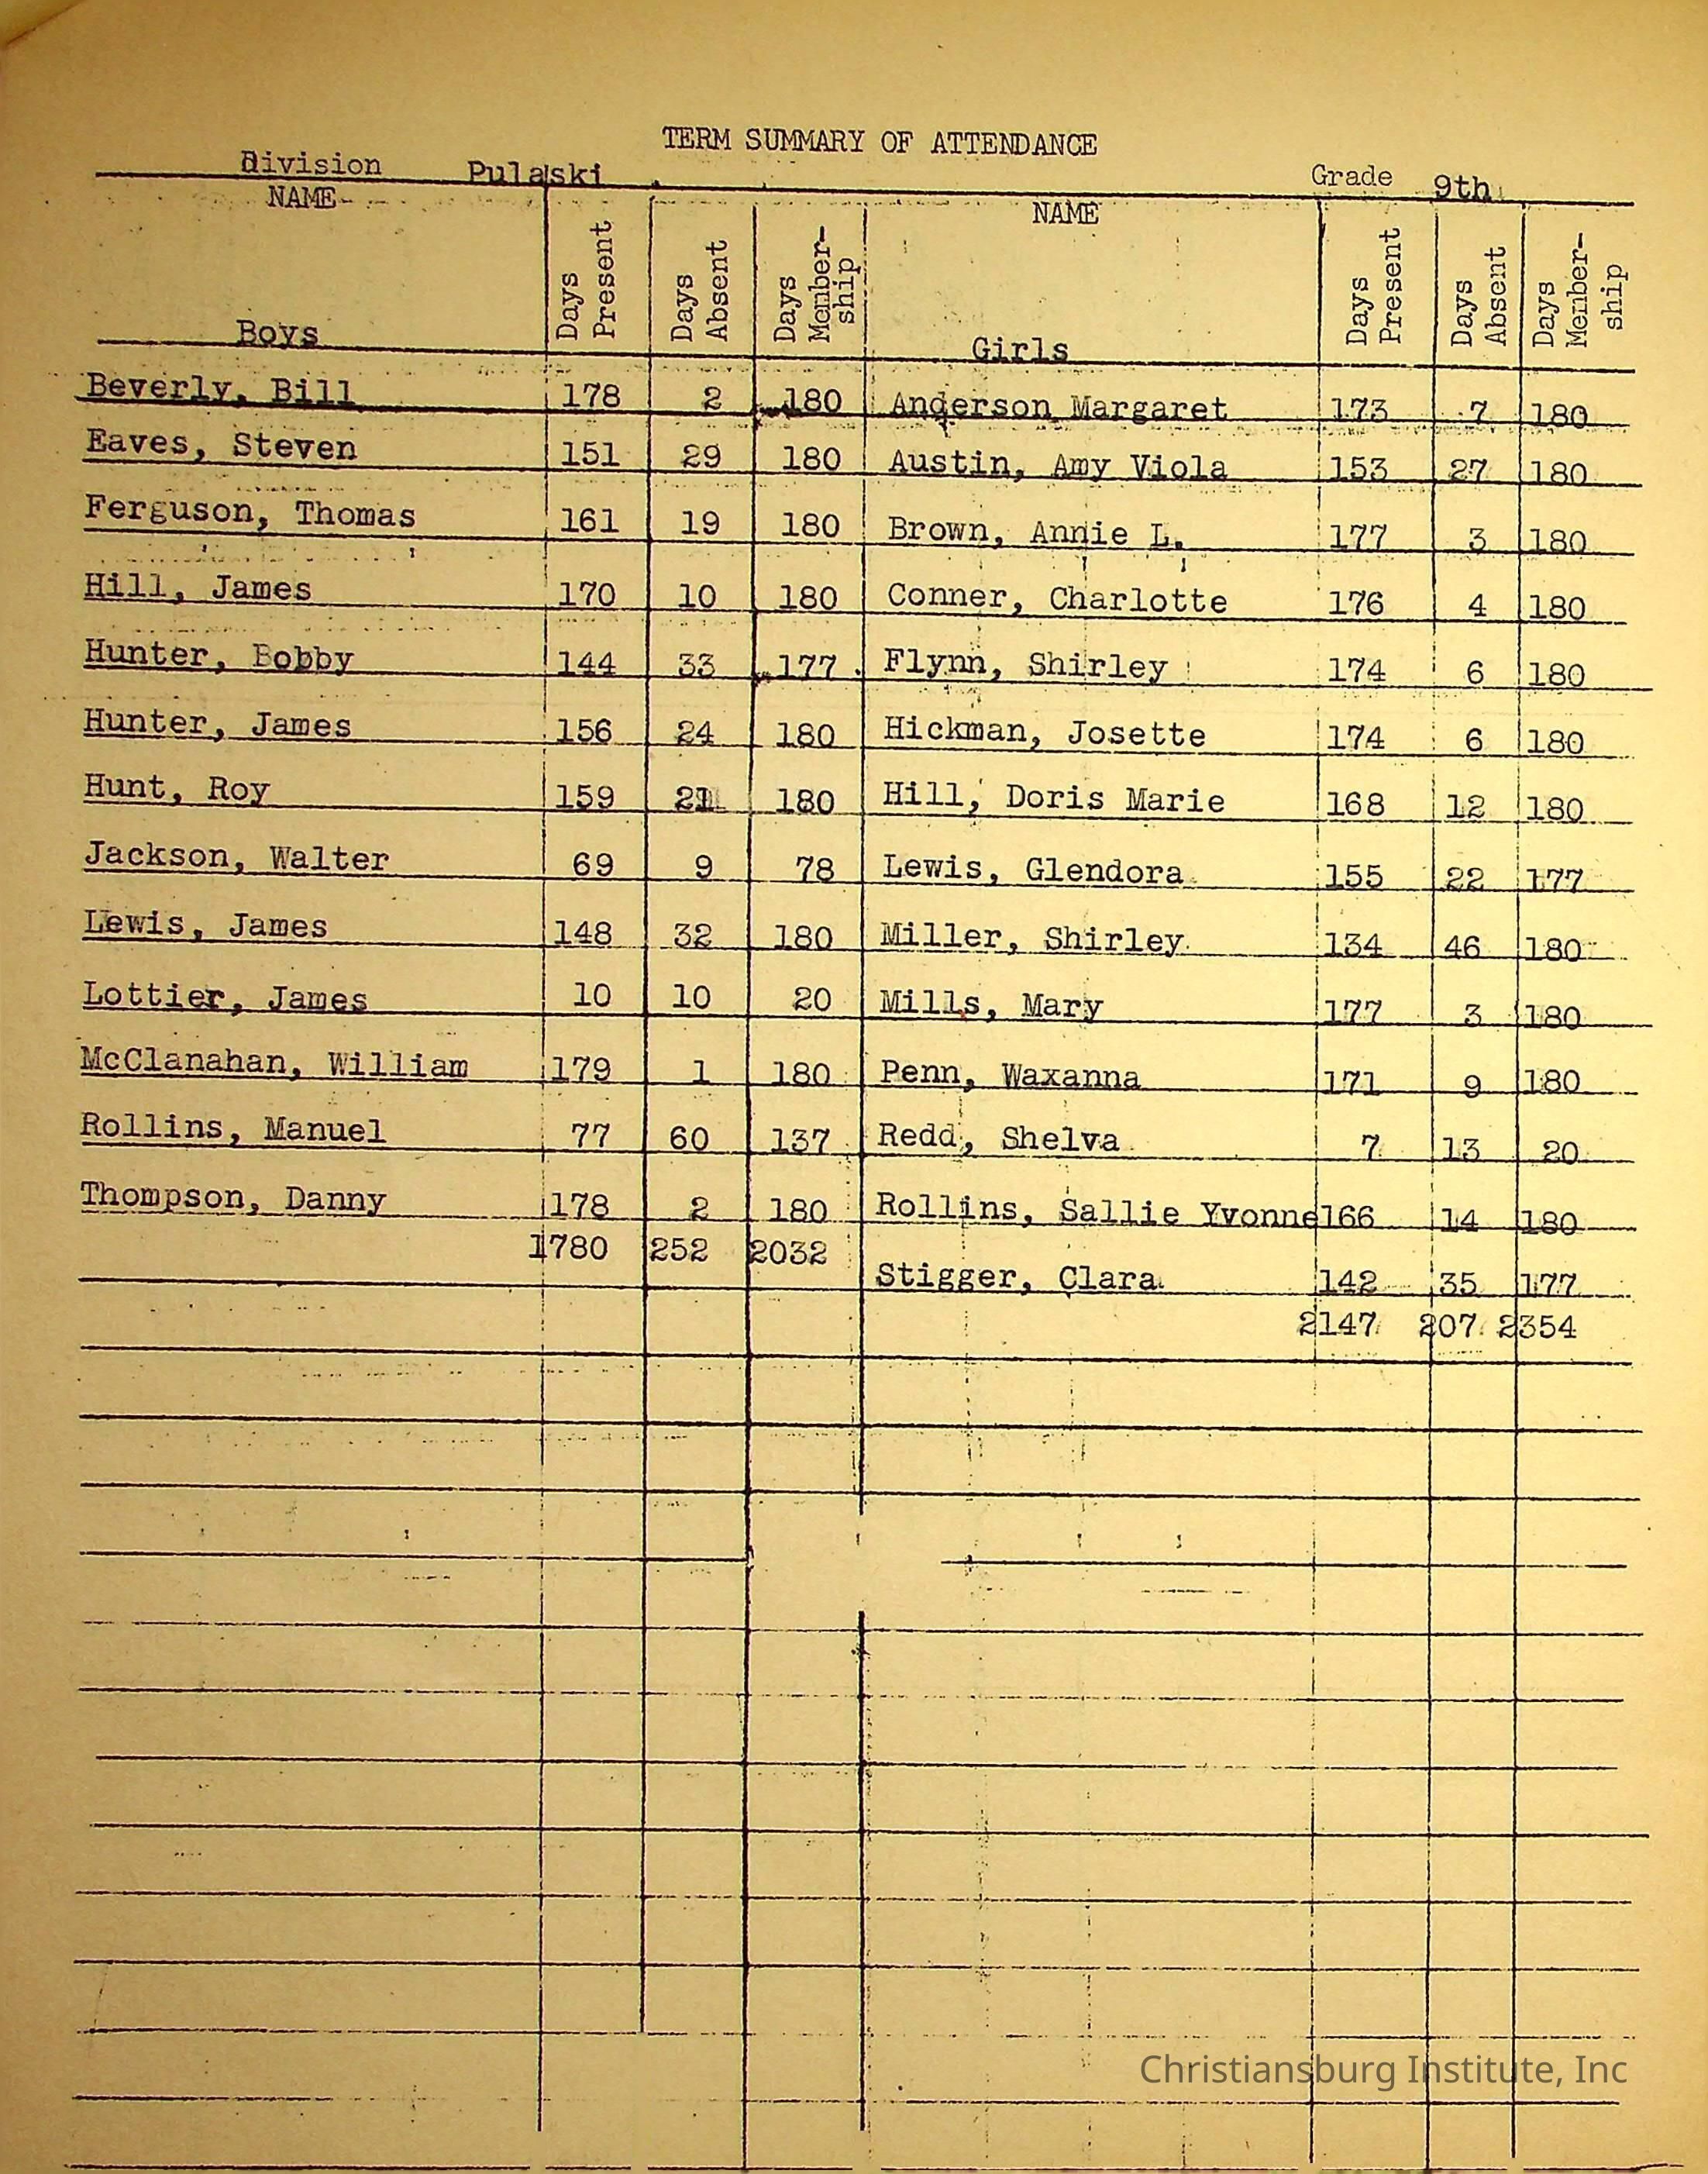 TERM SUMMARY OF ATTENDANCE
Division Pulaski Grade 9th
NAME NAME
Boys Days Present Days Absent Days Member-ship Girls Days Present Days Absent Days Member-ship
Beverly, Bill 178 2 180 Anderson Margaret 173 7 180
Eaves, Steven 151 29 180 Austin, Amy Viola 153 27 180
Ferguson, Thomas 161 19 180 Brown, Annie L. 177 3 180
Hill, James 170 10 180 Conner, Charlotte 176 4 180
Hunter, Bobby 144 33 177 Flynn, Shirley 174 6 180
Hunter, James 156 24 180 Hickman, Josette 174 6 180
Hunt, Roy 159 21 180 Hill, Doris Marie 168 12 180
Jackson, Walter 69 9 78 Lewis, Glendora 155 22 177
Lewis, James 148 32 180 Miller, Shirley 134 46 180
Lottier, James 10 10 20 Mills, Mary 177 3 180
McClanahan, William 179 1 180 Penn, Waxanna 171 9 180
Rollins, Manuel 77 60 137 Redd, Shelva 7 13 20
Thompson, Danny 178 2 180 Rollins, Sallie Yvonne 166 14 180
1780 252 2032 Stigger, Clara 142 35 177
2147 207 2354
Christiansburg Institute, Inc